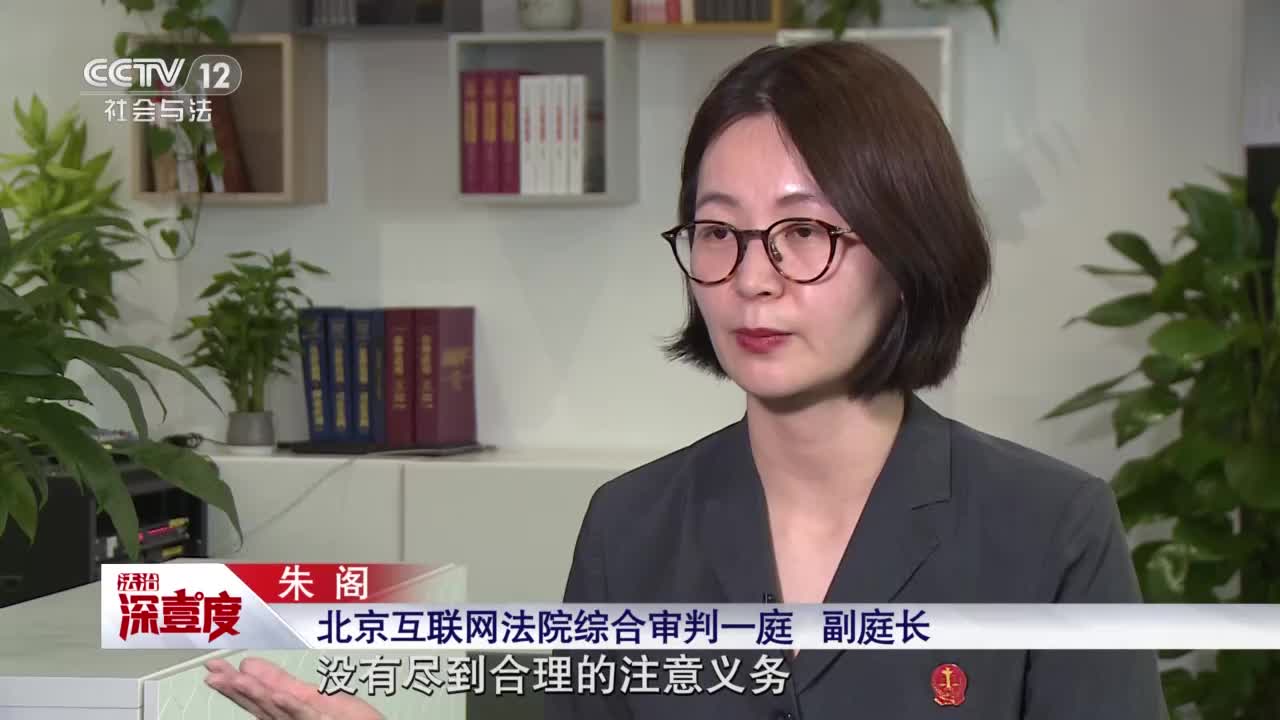 CCTV 12
社会与法
法治
深壹度
朱阁
北京互联网法院综合审判一庭 副庭长
没有尽到合理的注意义务